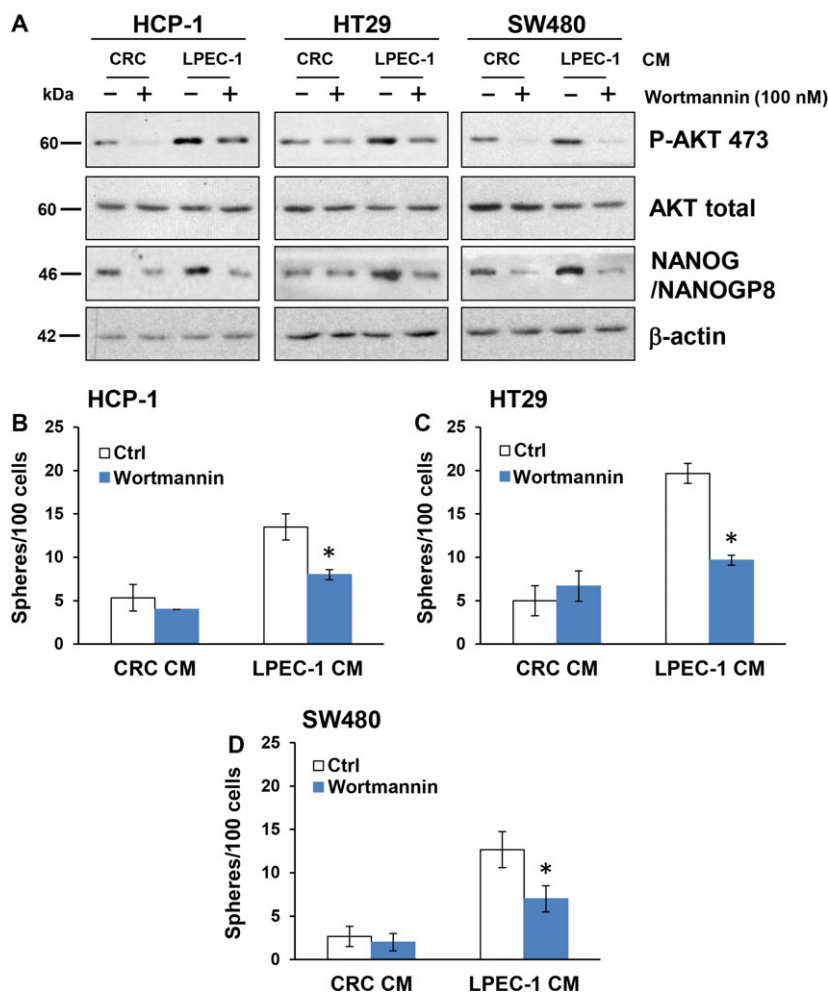 A
HCP-1 HT29 SW480
CRC LPEC-1 CRC LPEC-1 CRC LPEC-1 CM
kDa − + − + − + − + − + − + Wortmannin (100 nM)
60 P-AKT 473
60 AKT total
46 NANOG
/NANOGP8
42 β-actin
B HCP-1
Spheres/100 cells
25
20
15
10
5
0
Ctrl
Wortmannin
*
CRC CM LPEC-1 CM
C HT29
Spheres/100 cells
25
20
15
10
5
0
Ctrl
Wortmannin
*
CRC CM LPEC-1 CM
D SW480
Spheres/100 cells
25
20
15
10
5
0
Ctrl
Wortmannin
*
CRC CM LPEC-1 CM